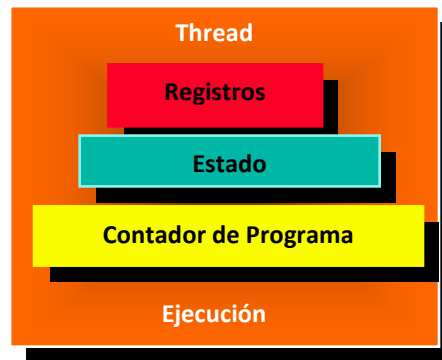 Thread
Registros
Estado
Contador de Programa
Ejecución